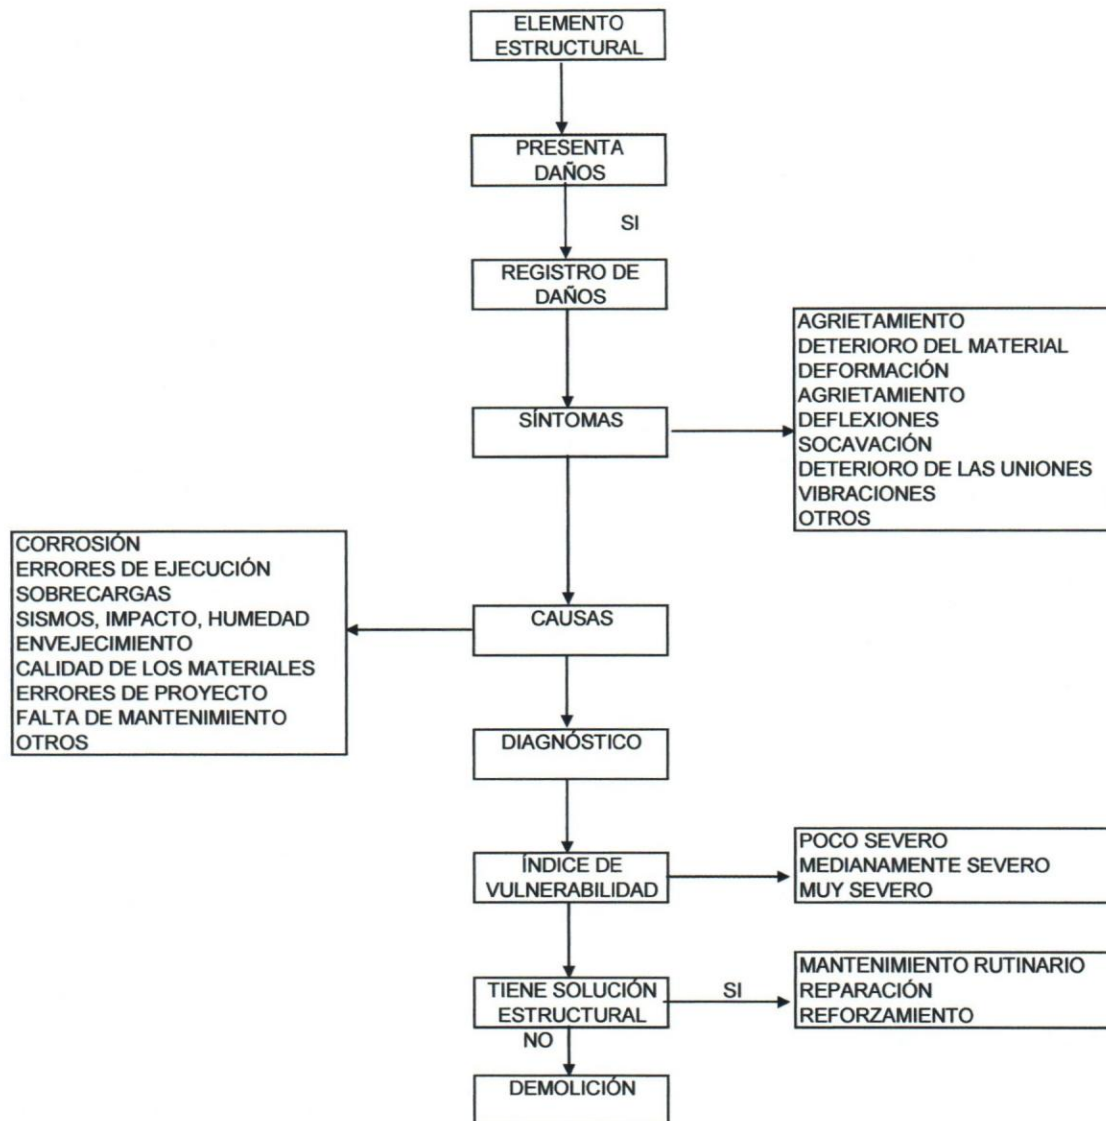 ELEMENTO
ESTRUCTURAL
PRESENTA
DAÑOS
SI
REGISTRO DE
DAÑOS
SÍNTOMAS
AGRIETAMIENTO
DETERIORO DEL MATERIAL
DEFORMACIÓN
AGRIETAMIENTO
DEFLEXIONES
SOCAVACIÓN
DETERIORO DE LAS UNIONES
VIBRACIONES
OTROS
CAUSAS
CORROSIÓN
ERRORES DE EJECUCIÓN
SOBRECARGAS
SISMOS, IMPACTO, HUMEDAD
ENVEJECIMIENTO
CALIDAD DE LOS MATERIALES
ERRORES DE PROYECTO
FALTA DE MANTENIMIENTO
OTROS
DIAGNÓSTICO
ÍNDICE DE
VULNERABILIDAD
POCO SEVERO
MEDIANAMENTE SEVERO
MUY SEVERO
TIENE SOLUCIÓN
ESTRUCTURAL
SI
MANTENIMIENTO RUTINARIO
REPARACIÓN
REFORZAMIENTO
NO
DEMOLICIÓN